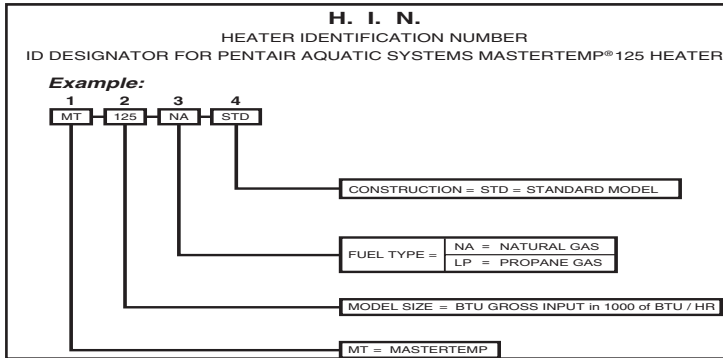 H. I. N.
HEATER IDENTIFICATION NUMBER
ID DESIGNATOR FOR PENTAIR AQUATIC SYSTEMS MASTERTEMP® 125 HEATER
Example:
1 2 3 4
MT 125 NA STD
CONSTRUCTION = STD = STANDARD MODEL
FUEL TYPE = NA = NATURAL GAS
LP = PROPANE GAS
MODEL SIZE = BTU GROSS INPUT in 1000 of BTU / HR
MT = MASTERTEMP